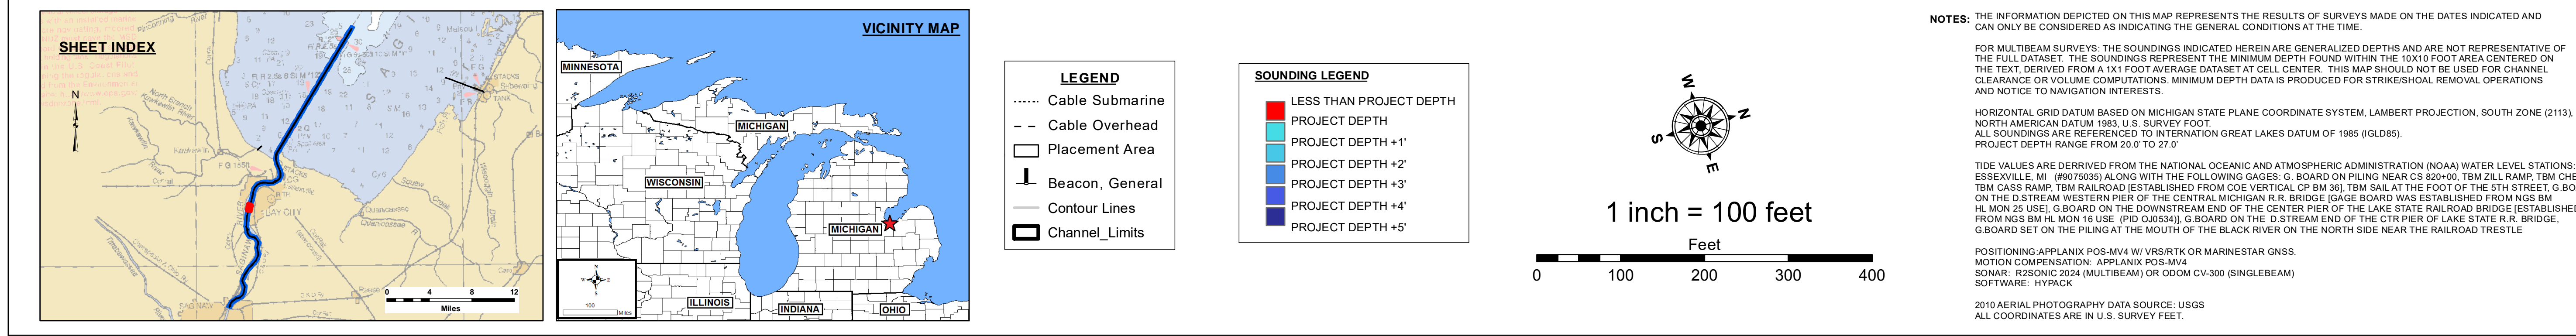 SHEET INDEX
N
BAY CITY
0 4 8 12
Miles
VICINITY MAP
MINNESOTA
MICHIGAN
WISCONSIN
MICHIGAN
ILLINOIS
INDIANA
OHIO
100
Miles
LEGEND
Cable Submarine
Cable Overhead
Placement Area
Beacon, General
Contour Lines
Channel_Limits
SOUNDING LEGEND
LESS THAN PROJECT DEPTH
PROJECT DEPTH
PROJECT DEPTH +1'
PROJECT DEPTH +2'
PROJECT DEPTH +3'
PROJECT DEPTH +4'
PROJECT DEPTH +5'
W
N
S
E
1 inch = 100 feet
Feet
0 100 200 300 400
NOTES: THE INFORMATION DEPICTED ON THIS MAP REPRESENTS THE RESULTS OF SURVEYS MADE ON THE DATES INDICATED AND
CAN ONLY BE CONSIDERED AS INDICATING THE GENERAL CONDITIONS AT THE TIME.
FOR MULTIBEAM SURVEYS: THE SOUNDINGS INDICATED HEREIN ARE GENERALIZED DEPTHS AND ARE NOT REPRESENTATIVE OF
THE FULL DATASET. THE SOUNDINGS REPRESENT THE MINIMUM DEPTH FOUND WITHIN THE 10X10 FOOT AREA CENTERED ON
THE TEXT, DERIVED FROM A 1X1 FOOT AVERAGE DATASET AT CELL CENTER. THIS MAP SHOULD NOT BE USED FOR CHANNEL
CLEARANCE OR VOLUME COMPUTATIONS. MINIMUM DEPTH DATA IS PRODUCED FOR STRIKE/SHOAL REMOVAL OPERATIONS
AND NOTICE TO NAVIGATION INTERESTS.
HORIZONTAL GRID DATUM BASED ON MICHIGAN STATE PLANE COORDINATE SYSTEM, LAMBERT PROJECTION, SOUTH ZONE (2113),
NORTH AMERICAN DATUM 1983, U.S. SURVEY FOOT.
ALL SOUNDINGS ARE REFERENCED TO INTERNATION GREAT LAKES DATUM OF 1985 (IGLD85).
PROJECT DEPTH RANGE FROM 20.0' TO 27.0'
TIDE VALUES ARE DERRIVED FROM THE NATIONAL OCEANIC AND ATMOSPHERIC ADMINISTRATION (NOAA) WATER LEVEL STATIONS:
ESSEXVILLE, MI (#9075035) ALONG WITH THE FOLLOWING GAGES: G. BOARD ON PILING NEAR CS 820+00, TBM ZILL RAMP, TBM CHE
TBM CASS RAMP, TBM RAILROAD [ESTABLISHED FROM COE VERTICAL CP BM 36], TBM SAIL AT THE FOOT OF THE 5TH STREET, G.BO
ON THE D.STREAM WESTERN PIER OF THE CENTRAL MICHIGAN R.R. BRIDGE [GAGE BOARD WAS ESTABLISHED FROM NGS BM
HL MON 25 USE], G.BOARD ON THE DOWNSTREAM END OF THE CENTER PIER OF THE LAKE STATE RAILROAD BRIDGE [ESTABLISHED
FROM NGS BM HL MON 16 USE (PID OJ0534)], G.BOARD ON THE D.STREAM END OF THE CTR PIER OF LAKE STATE R.R. BRIDGE,
G.BOARD SET ON THE PILING AT THE MOUTH OF THE BLACK RIVER ON THE NORTH SIDE NEAR THE RAILROAD TRESTLE
POSITIONING:APPLANIX POS-MV4 W/ VRS/RTK OR MARINESTAR GNSS.
MOTION COMPENSATION: APPLANIX POS-MV4
SONAR: R2SONIC 2024 (MULTIBEAM) OR ODOM CV-300 (SINGLEBEAM)
SOFTWARE: HYPACK
2010 AERIAL PHOTOGRAPHY DATA SOURCE: USGS
ALL COORDINATES ARE IN U.S. SURVEY FEET.